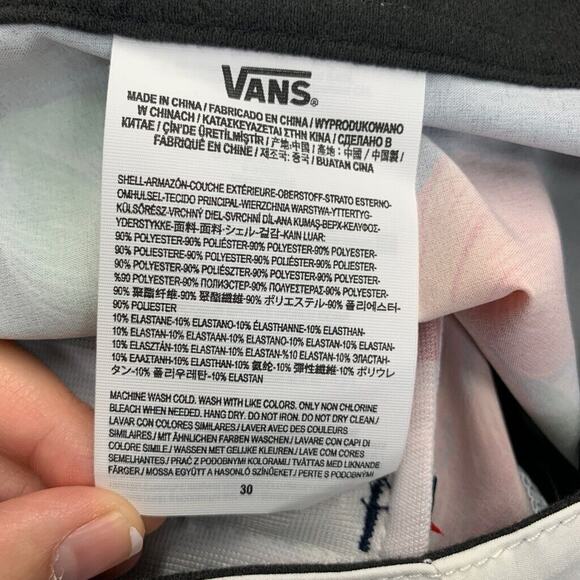 VANS®
MADE IN CHINA / FABRICADO EN CHINA / WYPRODUKOWANO
W CHINACH / ΚΑΤΑΣΚΕΥΑΖΕΤΑΙ ΣΤΗΝ ΚΙΝΑ / СДЕЛАНО В
КИТАЕ / ÇİN'DE ÜRETİLMİŞTİR / 产地:中国 / 產地: 中國 / 中国製 /
FABRIQUÉ EN CHINE / 제조국: 중국 / BUATAN CINA
SHELL-ARMAZÓN-COUCHE EXTÉRIEURE-OBERSTOFF-STRATO ESTERNO-
OMHULSEL-TECIDO PRINCIPAL-WIERZCHNIA WARSTWA-YTTERTYG-
KÜLSŐRÉSZ-VRCHNÝ DIEL-SVRCHNÍ DÍL-ANA KUMAŞ-ВЕРХ-ΚΕΛΥΦΟΣ-
YDERSTYKKE-面料-面料-シェル-겉감-KAIN LUAR:
90% POLYESTER-90% POLIÉSTER-90% POLYESTER-90% POLYESTER-
90% POLIESTERE-90% POLYESTER-90% POLIÉSTER-90% POLIESTER-
90% POLYESTER-90% POLIÉSZTER-90% POLYESTER-90% POLYESTER-
%90 POLYESTER-90% ПОЛИЭСТЕР-90% ΠΟΛΥΕΣΤΕΡΑΣ-90% POLYESTER-
90% 聚酯纤维-90% 聚酯纖維-90% ポリエステル-90% 폴리에스터-
90% POLIESTER
10% ELASTANE-10% ELASTANO-10% ÉLASTHANNE-10% ELASTHAN-
10% ELASTAN-10% ELASTAAN-10% ELASTANO-10% ELASTAN-
10% ELASTAN-10% ELASZTÁN-10% ELASTAN-10% ELASTAN-%10 ELASTAN-10% ЭЛАСТАН-
10% ΕΛΑΣΤΑΝΗ-10% ELASTHAN-10% 氨纶-10% 彈性纖維-10% ポリウレ
タン-10% 폴리우레탄-10% ELASTAN
MACHINE WASH COLD. WASH WITH LIKE COLORS. ONLY NON CHLORINE
BLEACH WHEN NEEDED. HANG DRY. DO NOT IRON. DO NOT DRY CLEAN./
LAVAR CON COLORES SIMILARES / LAVER AVEC DES COULEURS
SIMILAIRES / MIT ÄHNLICHEN FARBEN WASCHEN / LAVARE CON CAPI DI
COLORE SIMILARE / WASSEN MET GELIJKE KLEUREN. / LAVE COM CORES
SEMELHANTES. / PRAĆ Z PODOBNYMI KOLORAMI / TVÄTTAS MED LIKNANDE
FÄRGER. / MOSSA EGYÜTT A HASONLÓ SZÍNŰEKET. / PERTE S PODOBNÝMI
30